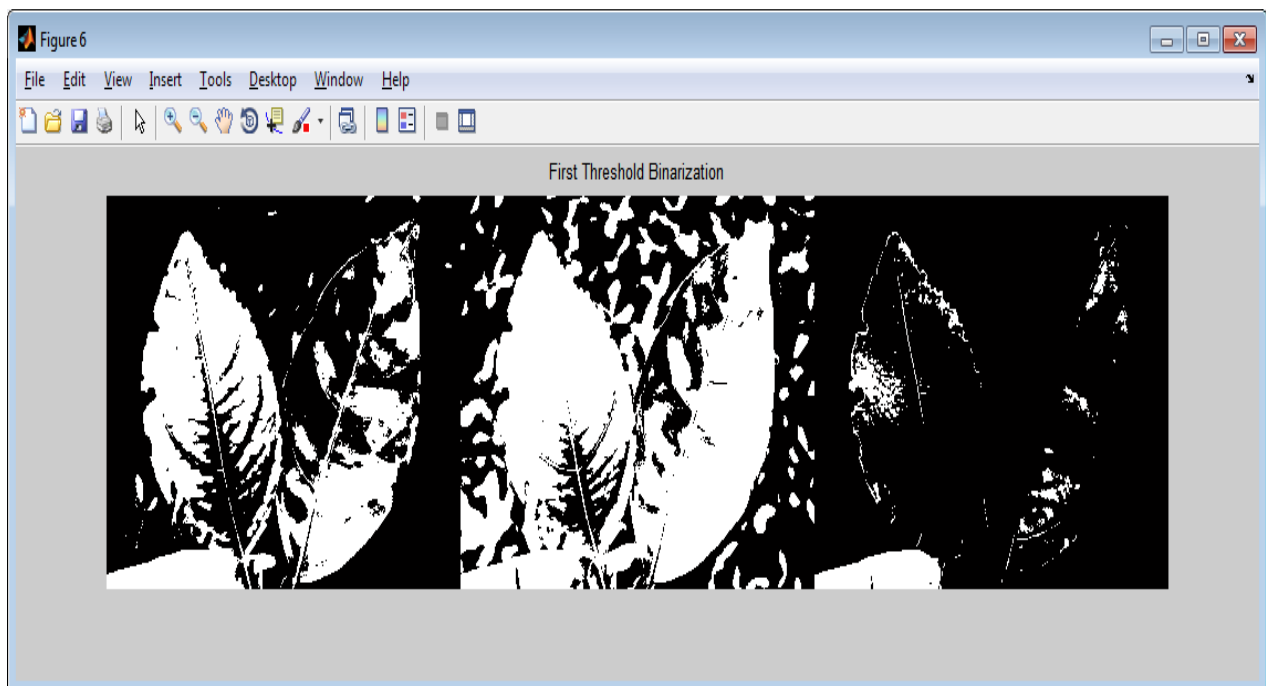 Figure 6
File Edit View Insert Tools Desktop Window Help
First Threshold Binarization